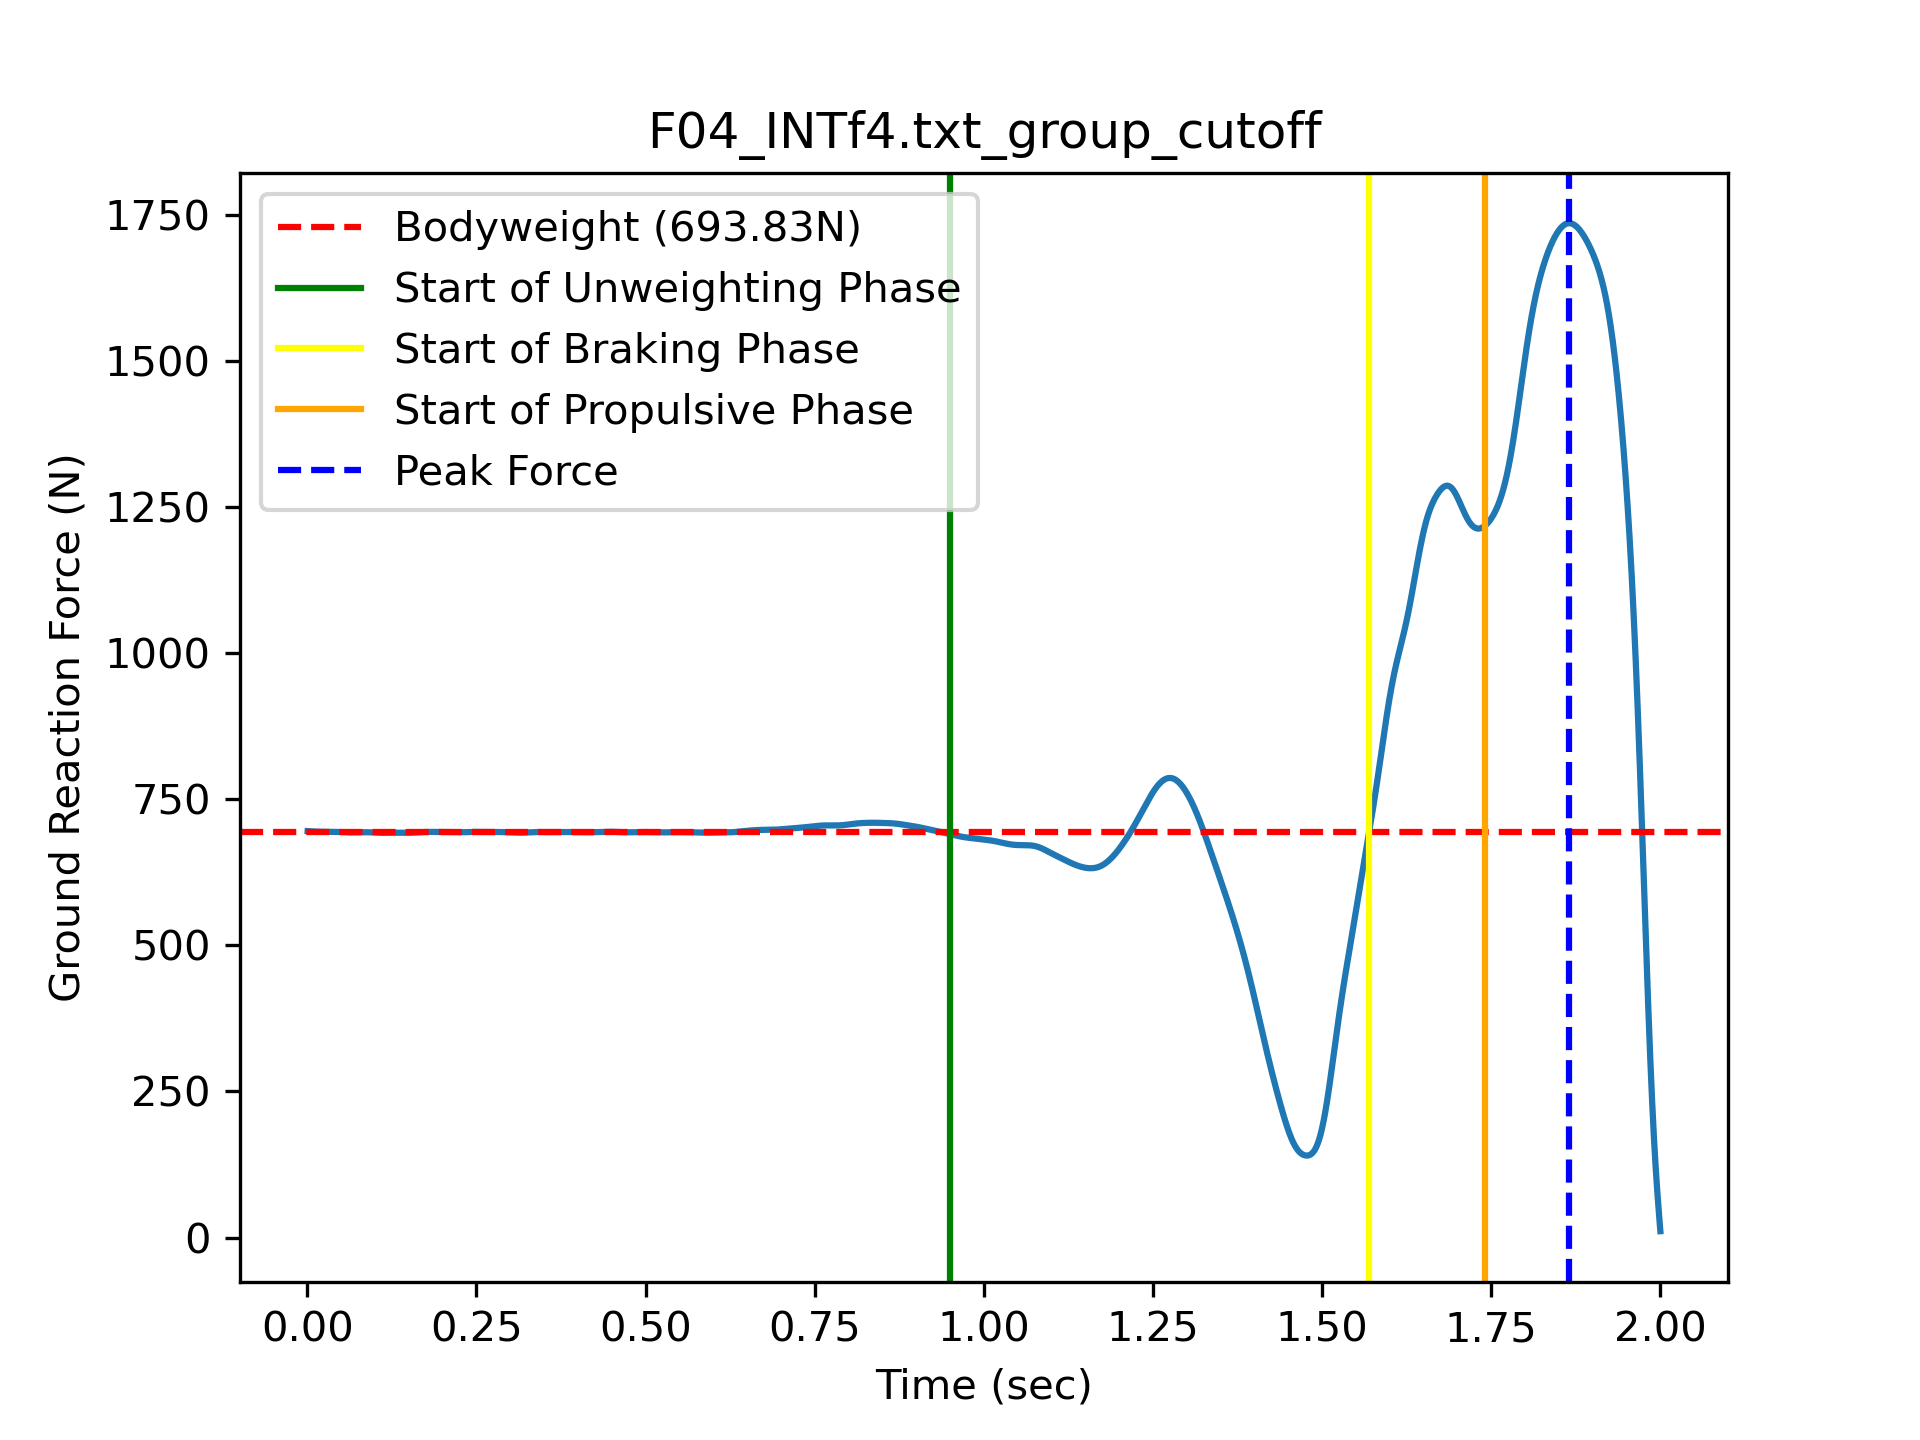 F04_INTf4.txt_group_cutoff
Bodyweight (693.83N)
Start of Unweighting Phase
Start of Braking Phase
Start of Propulsive Phase
Peak Force
Ground Reaction Force (N)
1750
1500
1250
1000
750
500
250
0
0.00 0.25 0.50 0.75 1.00 1.25 1.50 1.75 2.00
Time (sec)